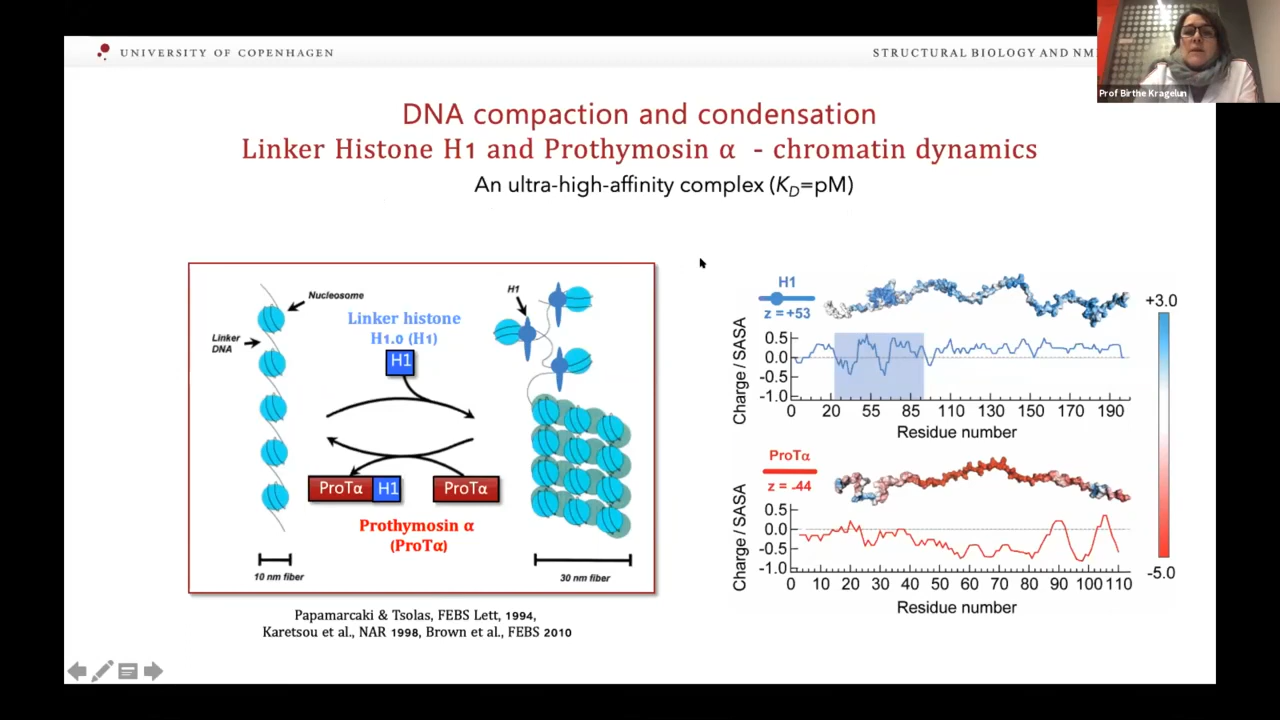 UNIVERSITY OF COPENHAGEN
STRUCTURAL BIOLOGY AND NM
Prof Birthe Kragelun
DNA compaction and condensation
Linker Histone H1 and Prothymosin α - chromatin dynamics
An ultra-high-affinity complex (KD=pM)
Nucleosome
Linker
DNA
Linker histone
H1.0 (H1)
H1
H1
ProTα
H1
ProTα
Prothymosin α
(ProTα)
10 nm fiber
30 nm fiber
Papamarcaki & Tsolas, FEBS Lett, 1994,
Karetsou et al., NAR 1998, Brown et al., FEBS 2010
H1
z = +53
Charge / SASA
0.5
0.0
-0.5
-1.0
0 20 55 85 110 130 150 170 190
Residue number
ProTα
z = -44
Charge / SASA
0.5
0.0
-0.5
-1.0
0 10 20 30 40 50 60 70 80 90 100 110
Residue number
+3.0
-5.0